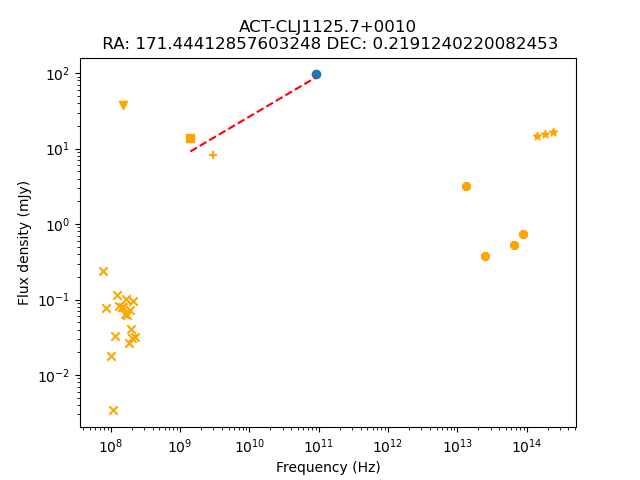 ACT-CLJ1125.7+0010
RA: 171.44412857603248 DEC: 0.2191240220082453
Flux density (mJy)
10²
10¹
10⁰
10⁻¹
10⁻²
10⁸ 10⁹ 10¹⁰ 10¹¹ 10¹² 10¹³ 10¹⁴
Frequency (Hz)